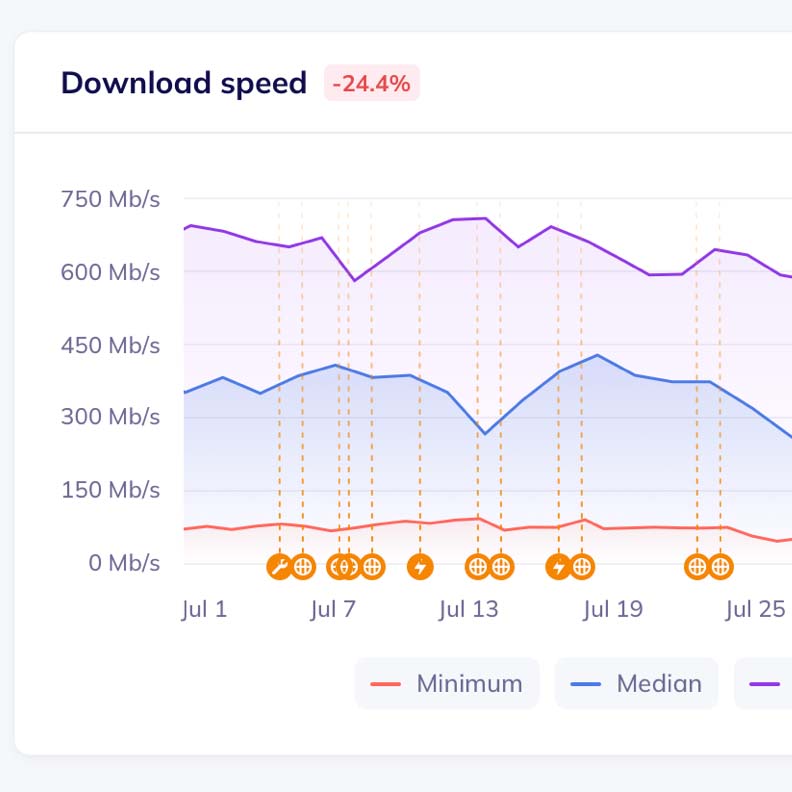 Download speed -24.4%
750 Mb/s
600 Mb/s
450 Mb/s
300 Mb/s
150 Mb/s
0 Mb/s
Jul 1 Jul 7 Jul 13 Jul 19 Jul 25
Minimum Median